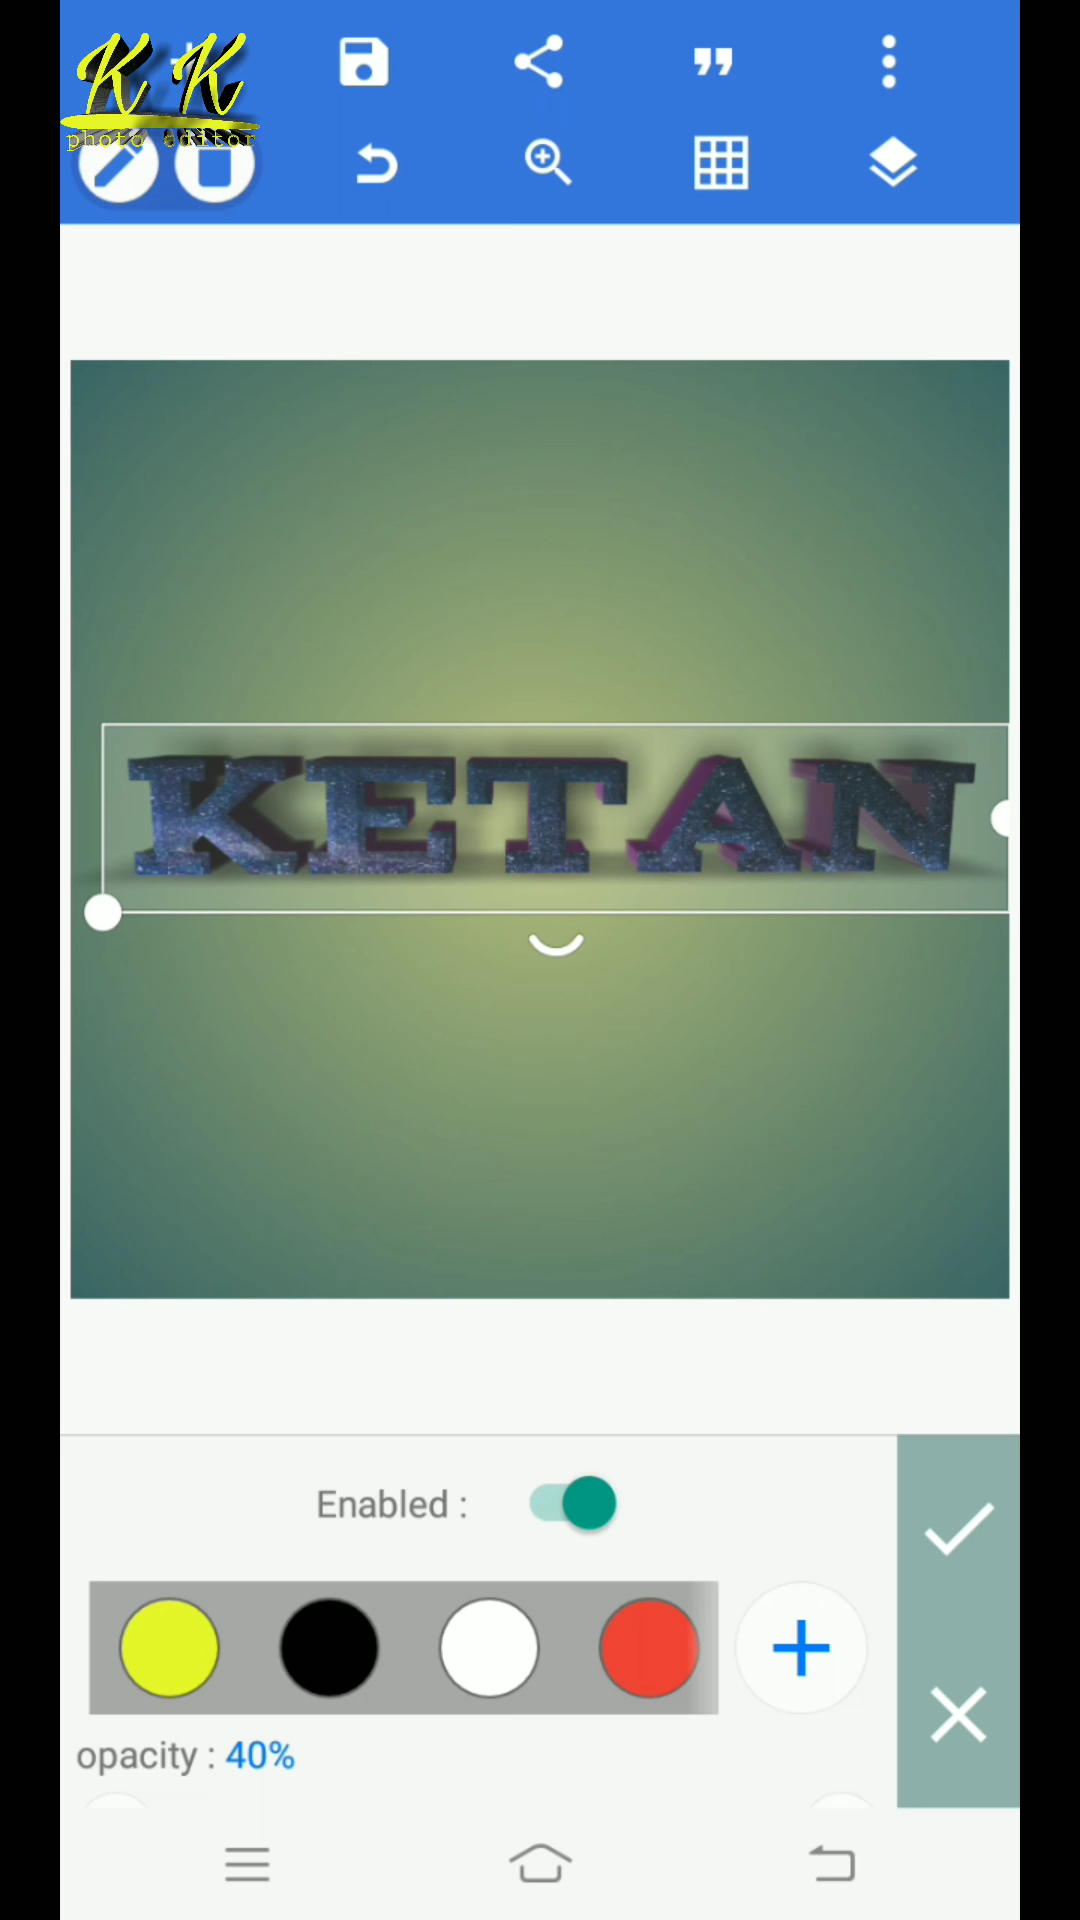 K K
photo editor
KETAN
Enabled :
opacity : 40%